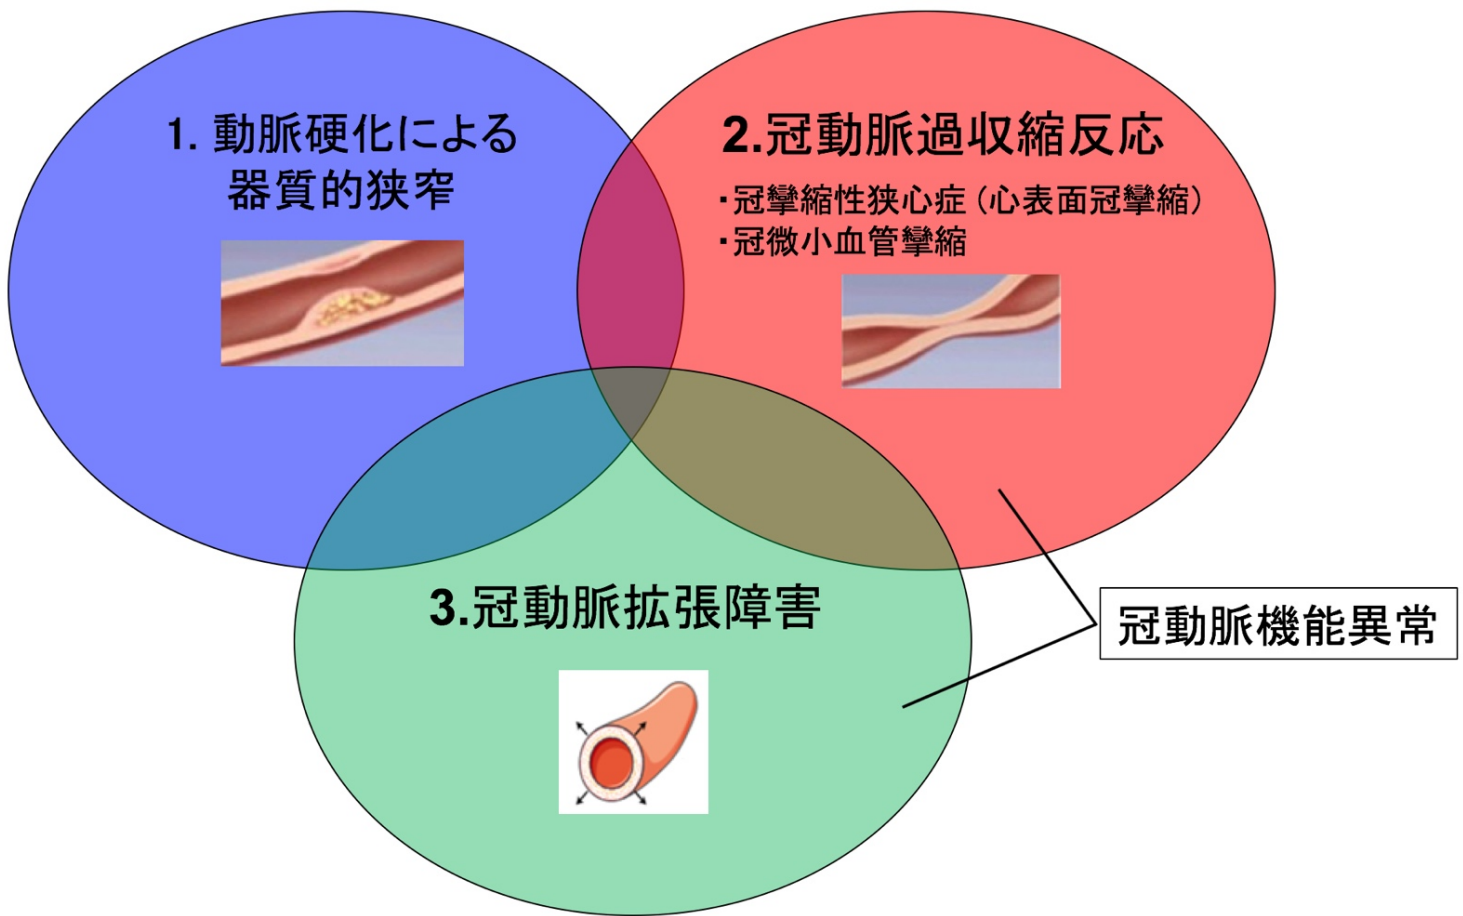 1. 動脈硬化による
器質的狭窄
2.冠動脈過収縮反応
・冠攣縮性狭心症（心表面冠攣縮）
・冠微小血管攣縮
3.冠動脈拡張障害
冠動脈機能異常